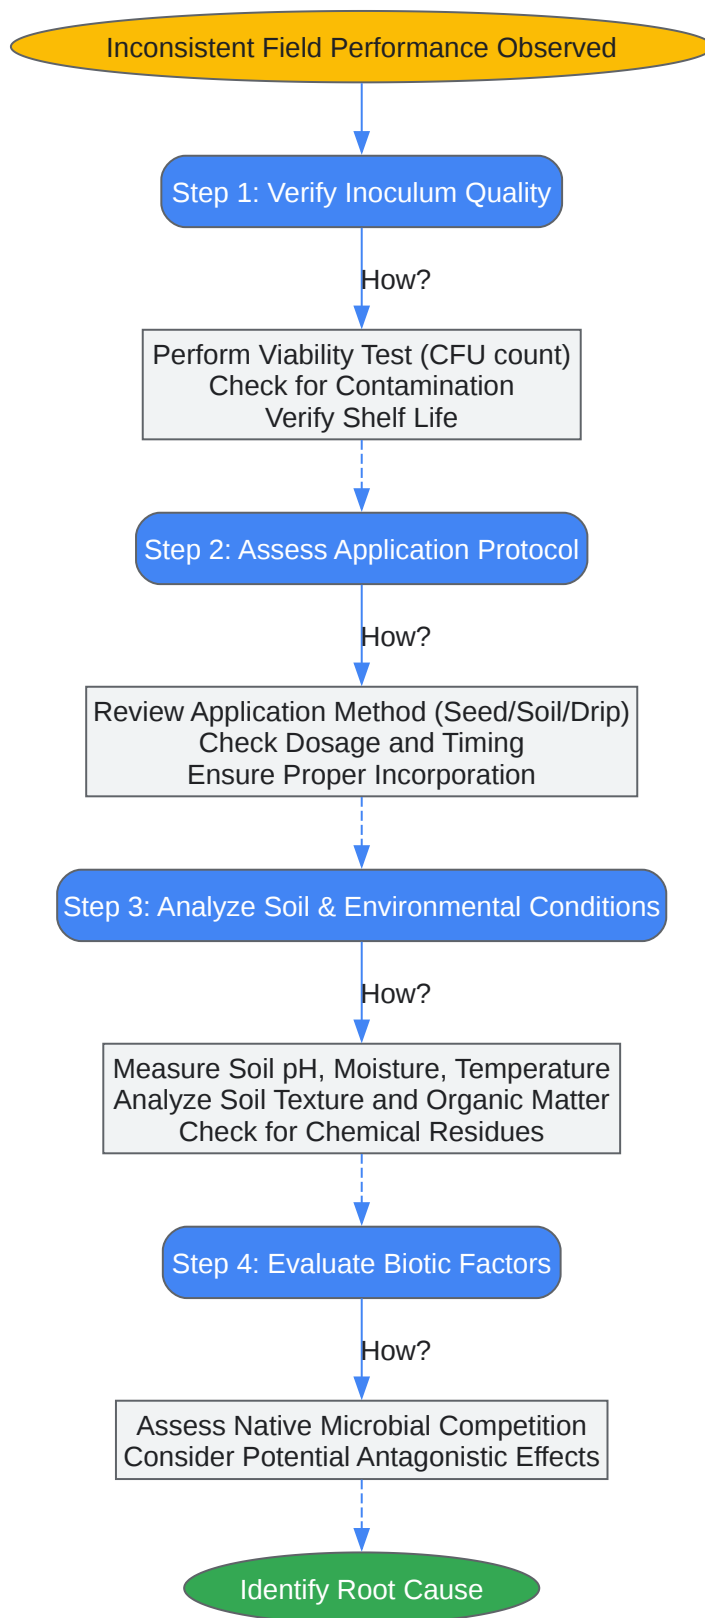 Inconsistent Field Performance Observed
Step 1: Verify Inoculum Quality
How?
Perform Viability Test (CFU count)
Check for Contamination
Verify Shelf Life
Step 2: Assess Application Protocol
How?
Review Application Method (Seed/Soil/Drip)
Check Dosage and Timing
Ensure Proper Incorporation
Step 3: Analyze Soil & Environmental Conditions
How?
Measure Soil pH, Moisture, Temperature
Analyze Soil Texture and Organic Matter
Check for Chemical Residues
Step 4: Evaluate Biotic Factors
How?
Assess Native Microbial Competition
Consider Potential Antagonistic Effects
Identify Root Cause